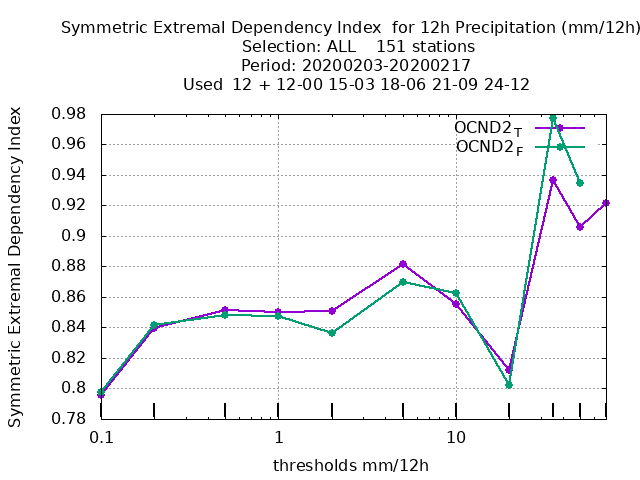 Symmetric Extremal Dependency Index  for 12h Precipitation (mm/12h)
Selection: ALL    151 stations
Period: 20200203-20200217
Used  12 + 12-00 15-03 18-06 21-09 24-12
Symmetric Extremal Dependency Index
0.98
0.96
0.94
0.92
0.9
0.88
0.86
0.84
0.82
0.8
0.78
OCND2T
OCND2F
0.1 1 10
thresholds mm/12h